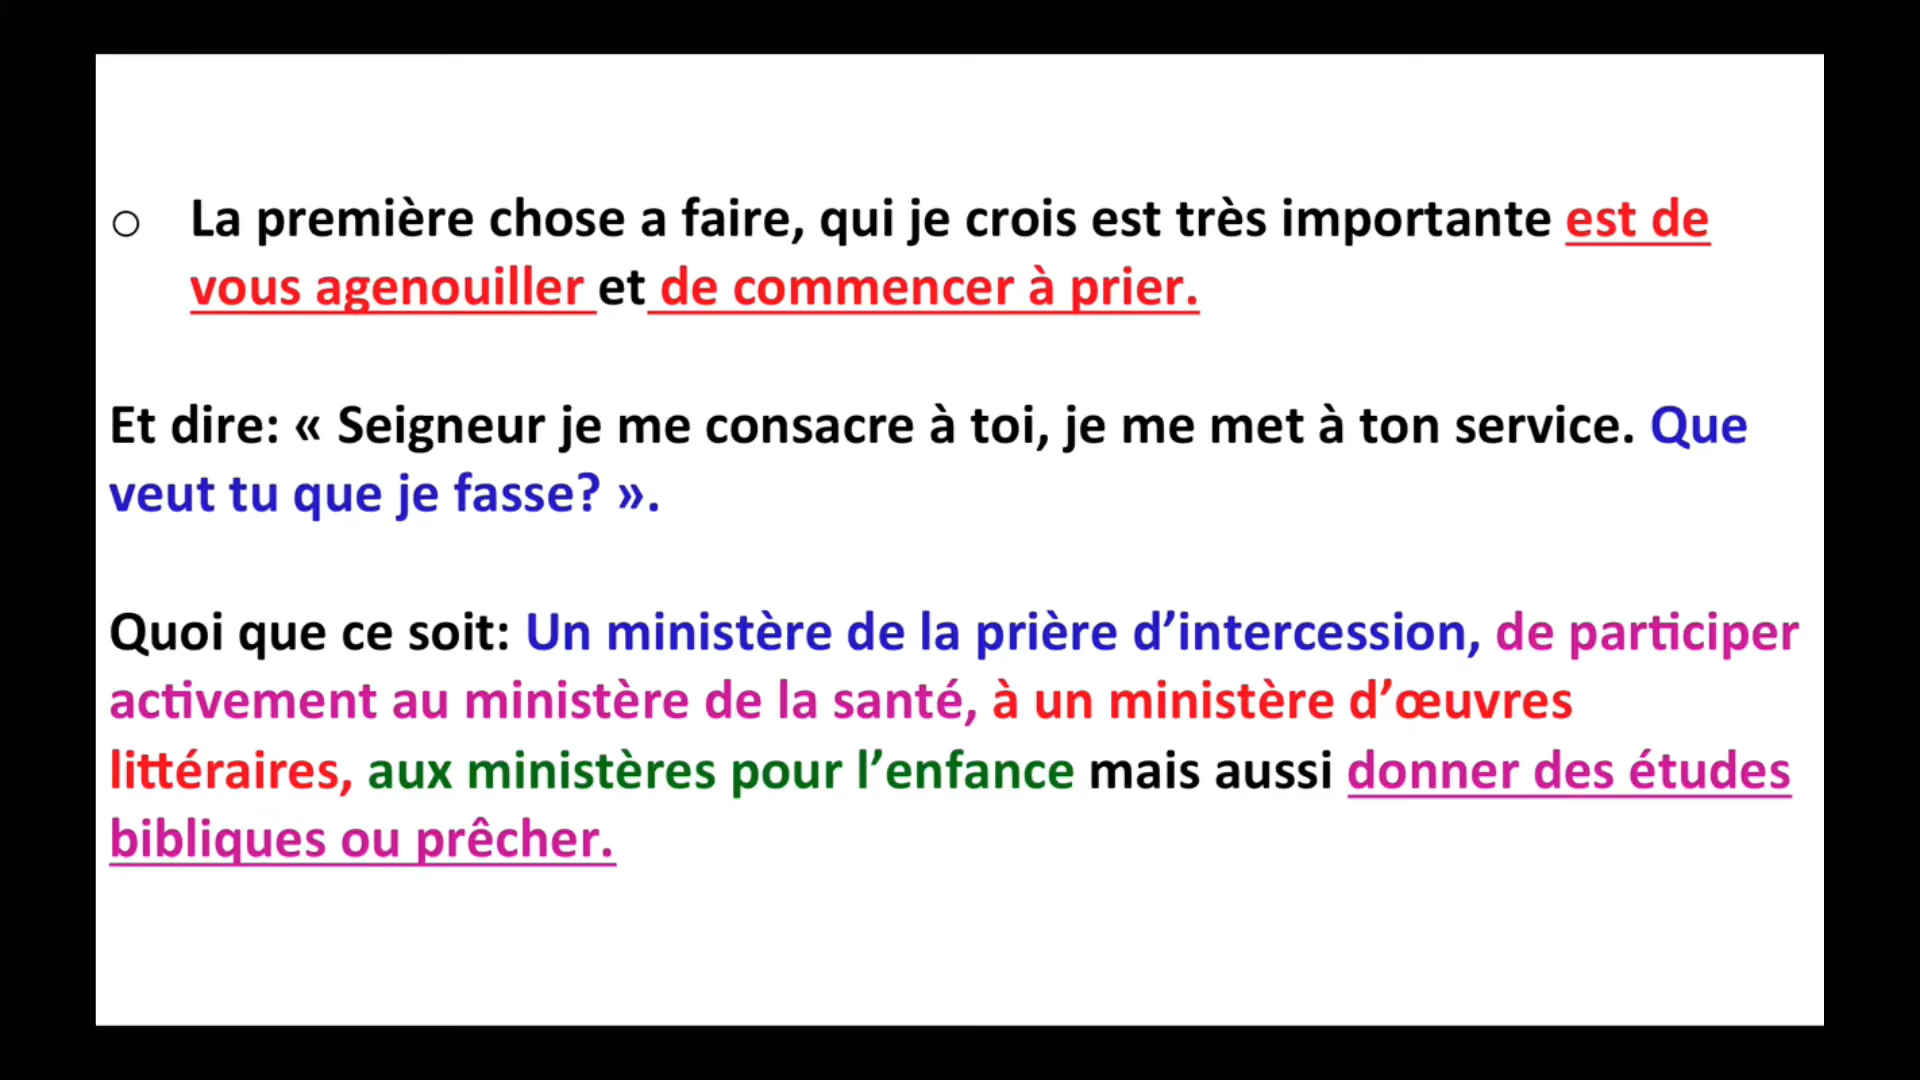 ○ La première chose a faire, qui je crois est très importante est de
vous agenouiller et de commencer à prier.
Et dire: « Seigneur je me consacre à toi, je me met à ton service. Que
veut tu que je fasse? ».
Quoi que ce soit: Un ministère de la prière d’intercession, de participer
activement au ministère de la santé, à un ministère d’œuvres
littéraires, aux ministères pour l’enfance mais aussi donner des études
bibliques ou prêcher.